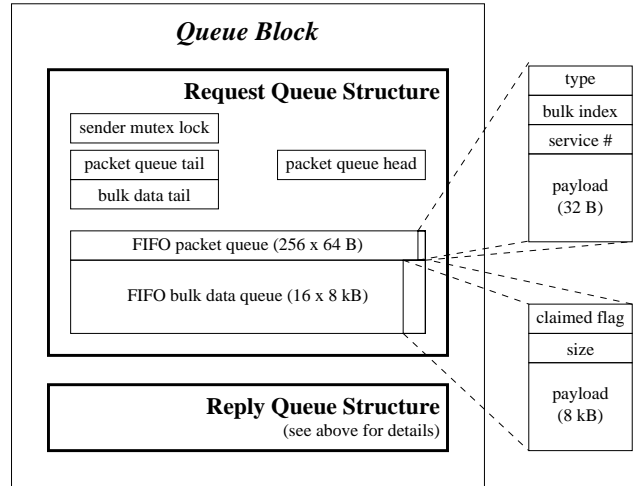 Queue Block
Request Queue Structure
sender mutex lock
packet queue tail
packet queue head
bulk data tail
FIFO packet queue (256 x 64 B)
FIFO bulk data queue (16 x 8 kB)
Reply Queue Structure
(see above for details)
type
bulk index
service #
payload
(32 B)
claimed flag
size
payload
(8 kB)